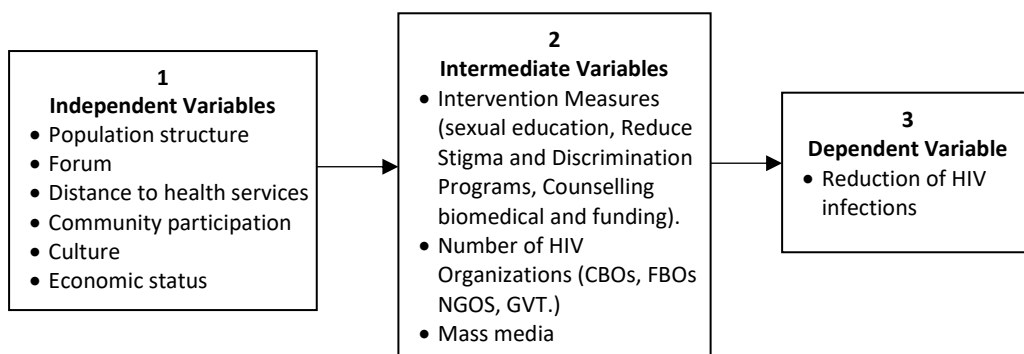 1
Independent Variables
• Population structure
• Forum
• Distance to health services
• Community participation
• Culture
• Economic status
2
Intermediate Variables
• Intervention Measures
(sexual education, Reduce
Stigma and Discrimination
Programs, Counselling
biomedical and funding).
• Number of HIV
Organizations (CBOs, FBOs
NGOS, GVT.)
• Mass media
3
Dependent Variable
• Reduction of HIV
infections